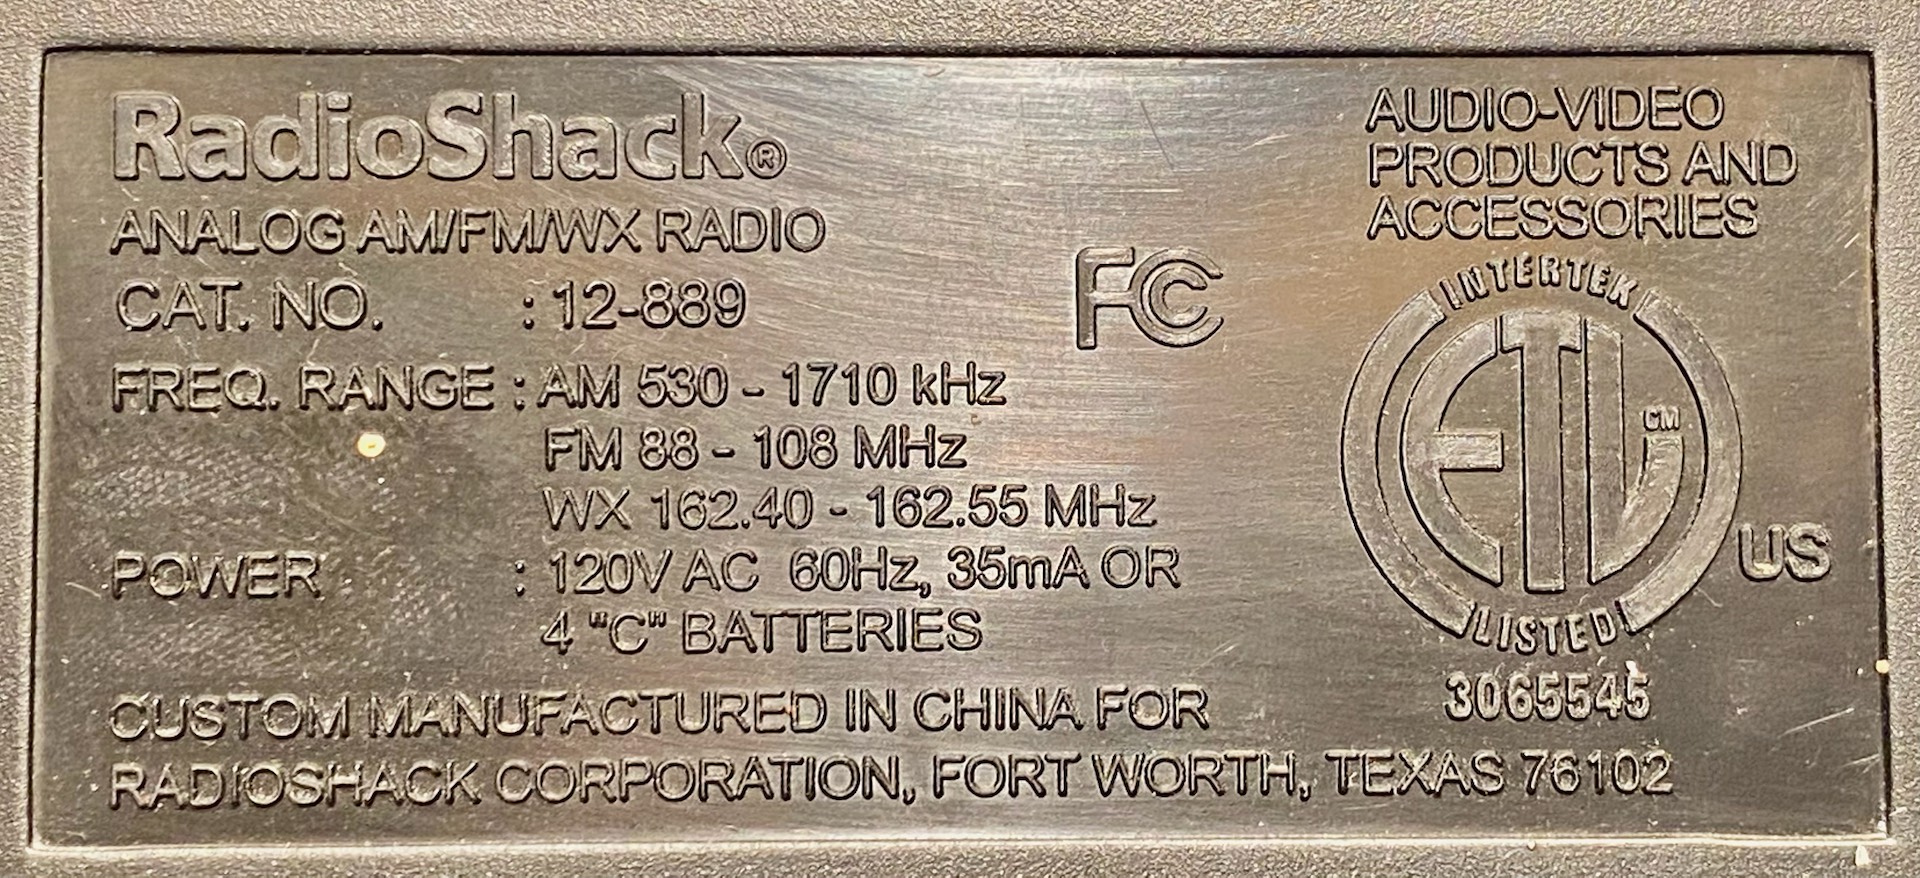 RadioShack®
ANALOG AM/FM/WX RADIO
CAT. NO. : 12-889
FREQ. RANGE : AM 530 - 1710 kHz
FM 88 - 108 MHz
WX 162.40 - 162.55 MHz
POWER : 120V AC 60Hz, 35mA OR
4 "C" BATTERIES
CUSTOM MANUFACTURED IN CHINA FOR
RADIOSHACK CORPORATION, FORT WORTH, TEXAS 76102
FC
AUDIO-VIDEO
PRODUCTS AND
ACCESSORIES
INTERTEK
ETL CM
US
LISTED
3065545